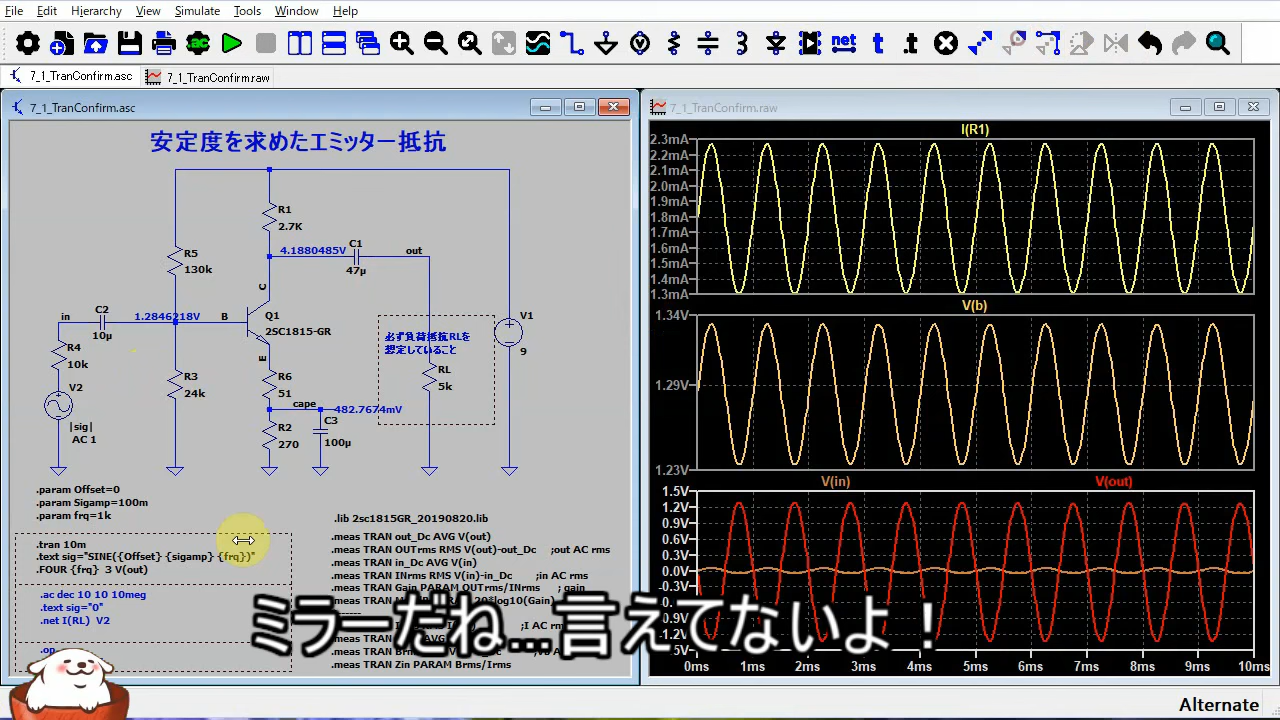 File Edit Hierarchy View Simulate Tools Window Help
7_1_TranConfirm.asc 7_1_TranConfirm.raw
7_1_TranConfirm.asc
安定度を求めたエミッター抵抗
R1
2.7K
4.1880485V
C1
47µ
out
R5
130k
C
in
C2
10µ
1.2846218V
B
Q1
2SC1815-GR
V1
9
必ず負荷抵抗RLを
想定していること
R4
10k
E
RL
5k
V2
R3
24k
R6
51
cape
482.7674mV
|sig|
AC 1
R2
270
C3
100µ
.param Offset=0
.param Sigamp=100m
.param frq=1k
.tran 10m
.text sig="SINE({Offset} {sigamp} {frq})"
.FOUR {frq} 3 V(out)
.ac dec 10 10 10meg
.text sig="0"
.net I(RL) V2
.op
.lib 2sc1815GR_20190820.lib
.meas TRAN out_Dc AVG V(out)
.meas TRAN OUTrms RMS V(out)-out_Dc ;out AC rms
.meas TRAN in_Dc AVG V(in)
.meas TRAN INrms RMS V(in)-in_Dc ;in AC rms
.meas TRAN Gain PARAM OUTrms/INrms ; gain
.meas TRAN Zin PARAM Brms/Irms
ミラーだね...言えてないよ！
7_1_TranConfirm.raw
I(R1)
2.3mA
2.2mA
2.1mA
2.0mA
1.9mA
1.8mA
1.7mA
1.6mA
1.5mA
1.4mA
1.3mA
V(b)
1.34V
1.29V
1.23V
V(in) V(out)
1.5V
1.2V
0.9V
0.6V
0.3V
0.0V
-0.3V
-0.6V
-0.9V
-1.2V
0ms 1ms 2ms 3ms 4ms 5ms 6ms 7ms 8ms 9ms 10ms
Alternate